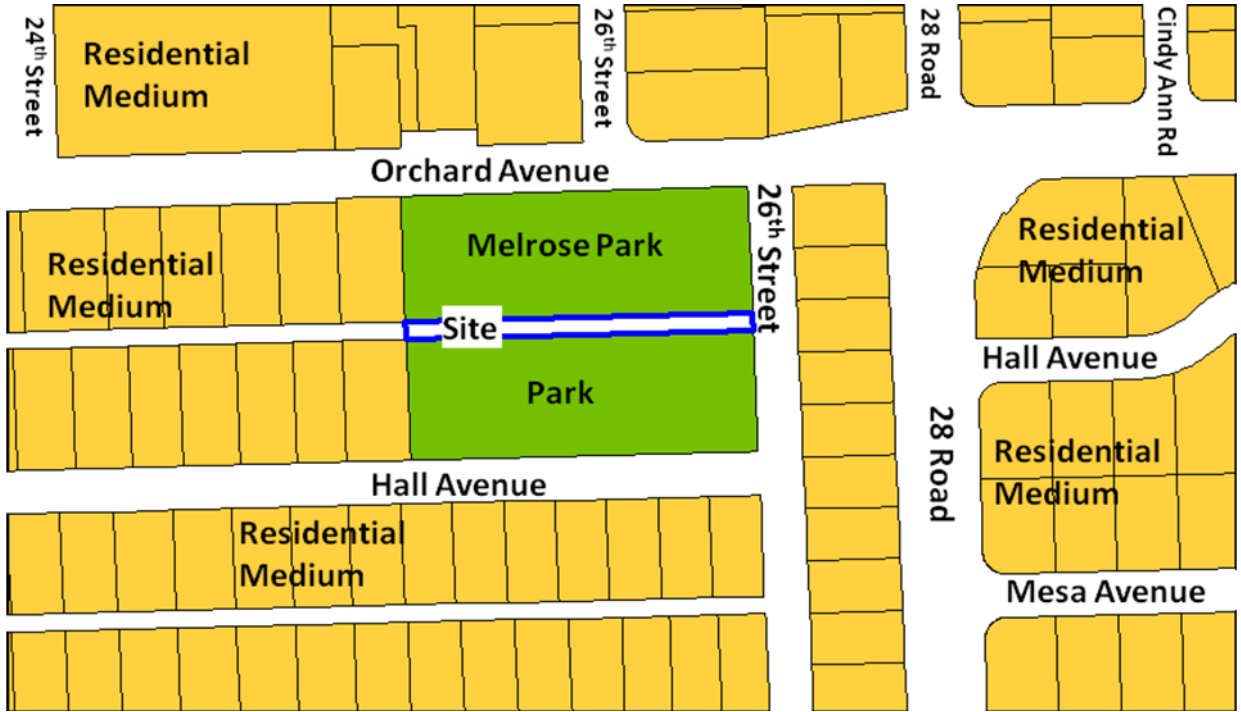 24th Street
Residential
Medium
26th Street
28 Road
Cindy Ann Rd
Orchard Avenue
Melrose Park
26th Street
Residential
Medium
Residential
Medium
Site
Hall Avenue
Park
28 Road
Residential
Medium
Hall Avenue
Residential
Medium
Mesa Avenue